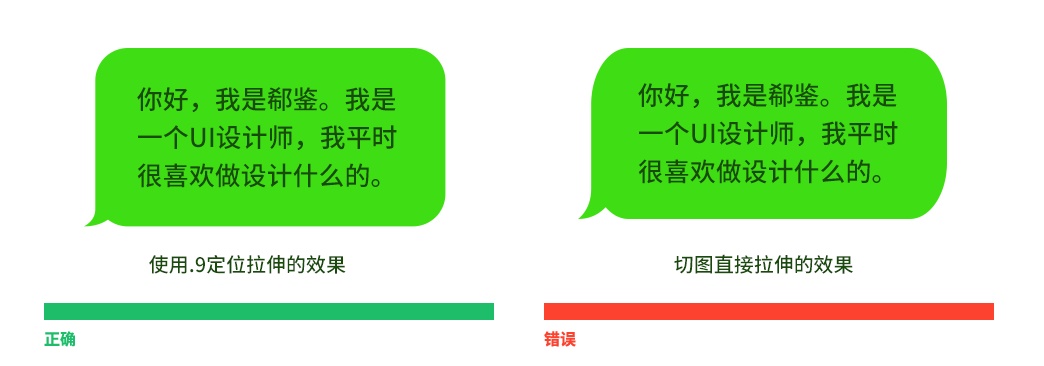 你好，我是郗鉴。我是
一个UI设计师，我平时
很喜欢做设计什么的。
使用.9定位拉伸的效果
正确
你好，我是郗鉴。我是
一个UI设计师，我平时
很喜欢做设计什么的。
切图直接拉伸的效果
错误